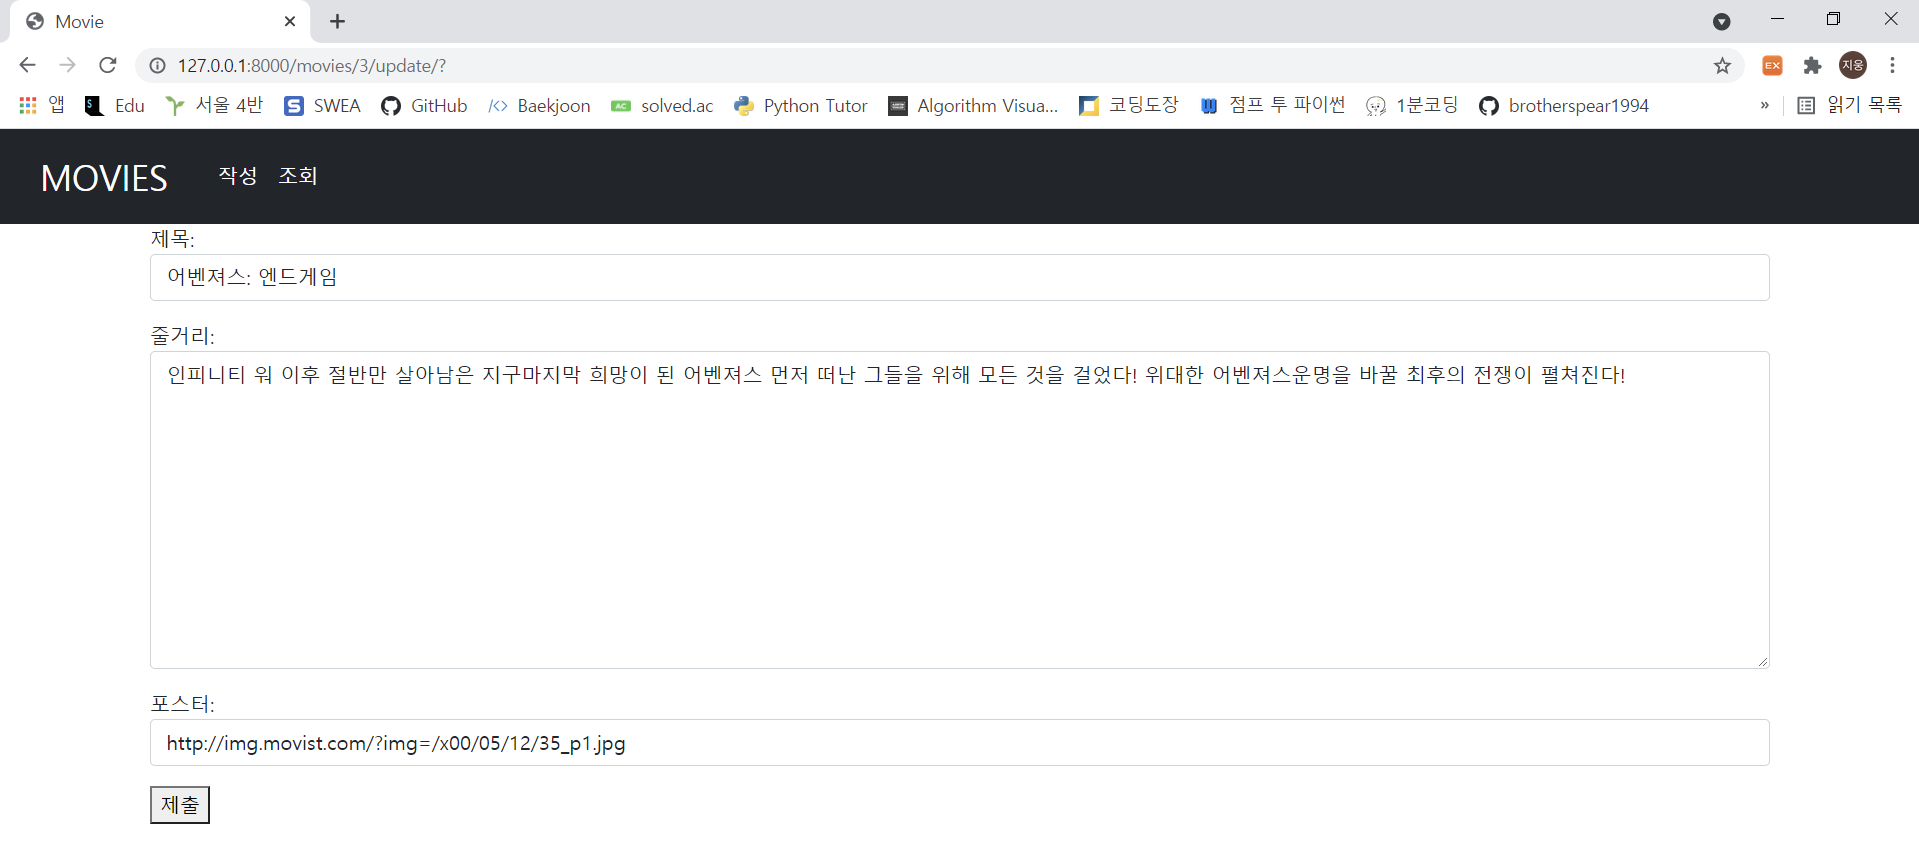 Movie
127.0.0.1:8000/movies/3/update/?
EX
지웅
앱 Edu 서울 4반 SWEA GitHub Baekjoon AC solved.ac Python Tutor Algorithm Visua... 코딩도장 점프 투 파이썬 1분코딩 brotherspear1994 » 읽기 목록
MOVIES 작성 조회
제목:
어벤져스: 엔드게임
줄거리:
인피니티 워 이후 절반만 살아남은 지구마지막 희망이 된 어벤져스 먼저 떠난 그들을 위해 모든 것을 걸었다! 위대한 어벤져스운명을 바꿀 최후의 전쟁이 펼쳐진다!
포스터:
http://img.movist.com/?img=/x00/05/12/35_p1.jpg
제출